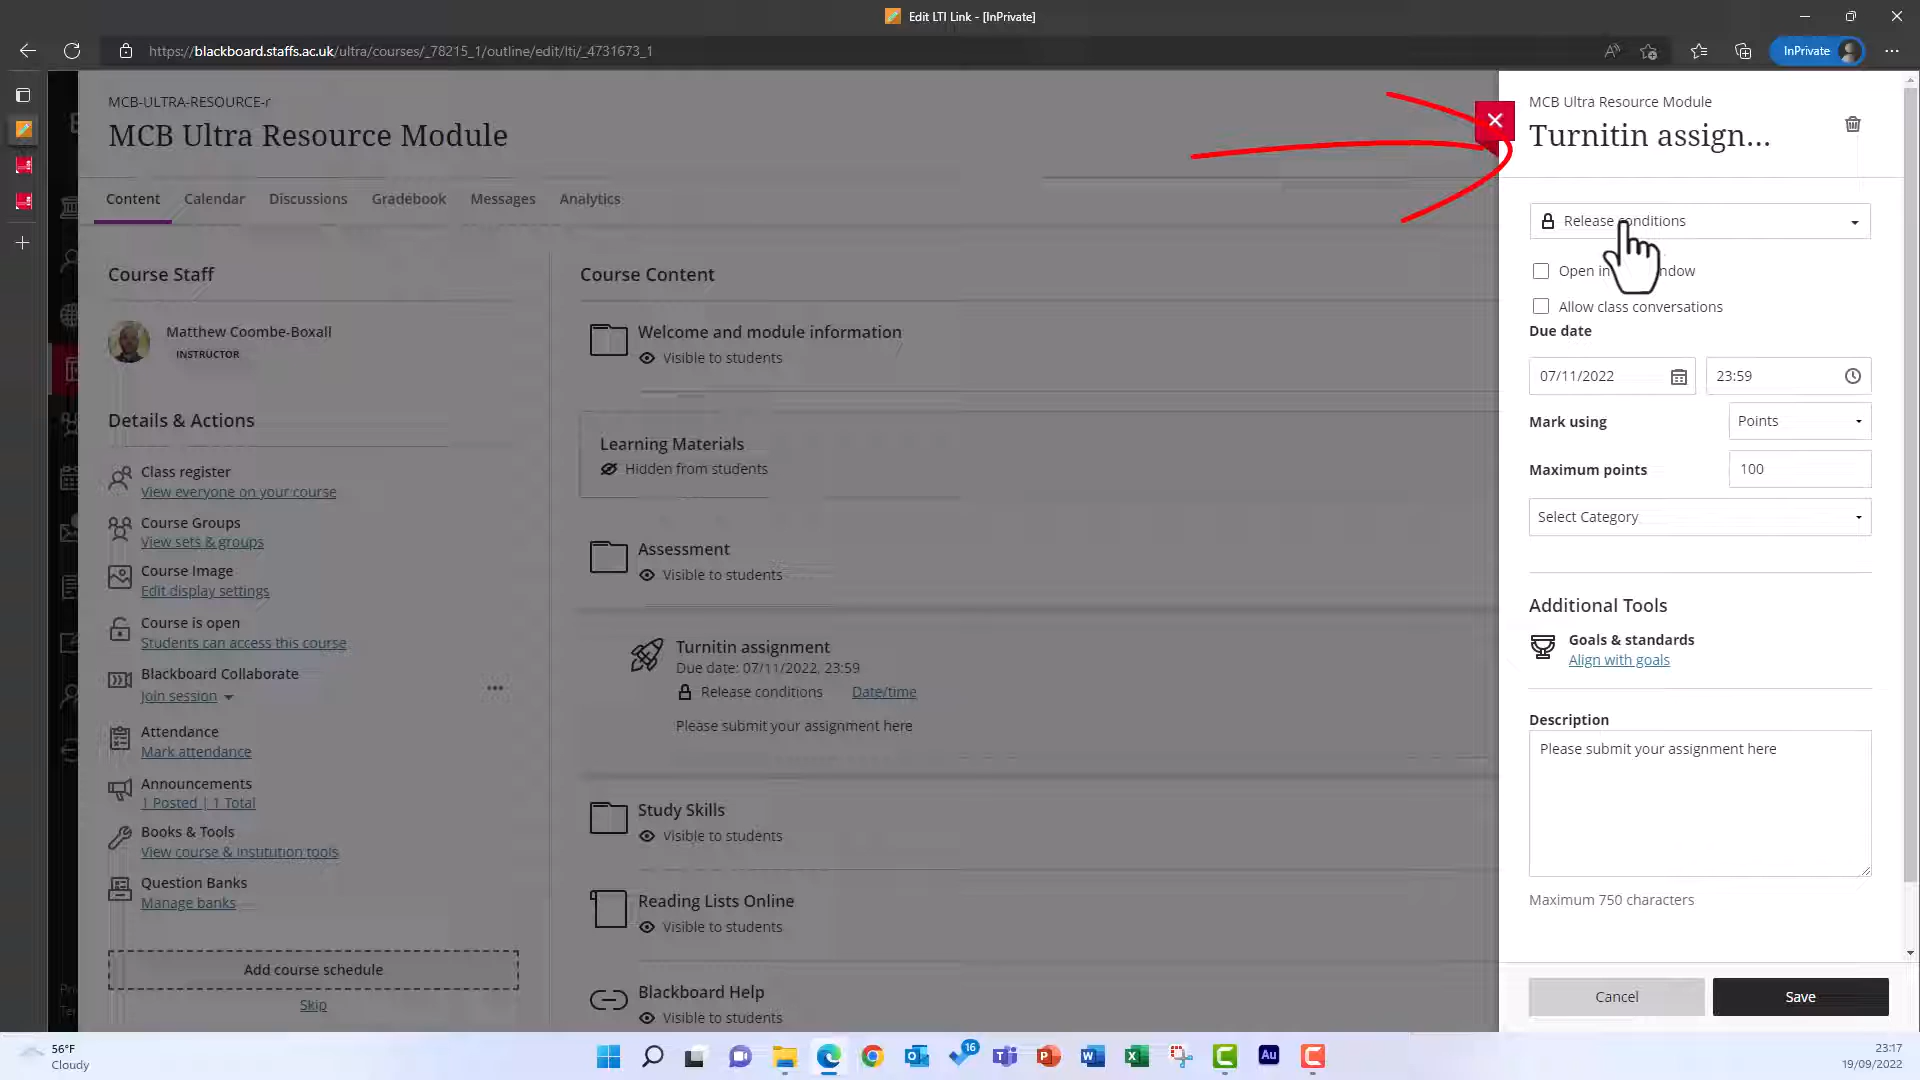 Edit LTI Link - [InPrivate]
https://blackboard.staffs.ac.uk/ultra/courses/_78215_1/outline/edit/lti/_4731673_1
InPrivate
MCB-ULTRA-RESOURCE-r
MCB Ultra Resource Module
Content
Calendar
Discussions
Gradebook
Messages
Analytics
Course Staff
Matthew Coombe-Boxall
INSTRUCTOR
Details & Actions
Class register
View everyone on your course
Course Groups
View sets & groups
Course Image
Edit display settings
Course is open
Students can access this course
Blackboard Collaborate
Join session
Attendance
Mark attendance
Announcements
1 Posted | 1 Total
Books & Tools
View course & institution tools
Question Banks
Manage banks
Add course schedule
Skip
Course Content
Welcome and module information
Visible to students
Learning Materials
Hidden from students
Assessment
Visible to students
Turnitin assignment
Due date: 07/11/2022, 23:59
Release conditions Date/time
Please submit your assignment here
Study Skills
Visible to students
Reading Lists Online
Visible to students
Blackboard Help
Visible to students
MCB Ultra Resource Module
Turnitin assign...
Release conditions
Open in
Allow class conversations
Due date
07/11/2022
23:59
Mark using
Points
Maximum points
100
Select Category
Additional Tools
Goals & standards
Align with goals
Description
Please submit your assignment here
Maximum 750 characters
Cancel
Save
56°F
Cloudy
16
Au
23:17
19/09/2022